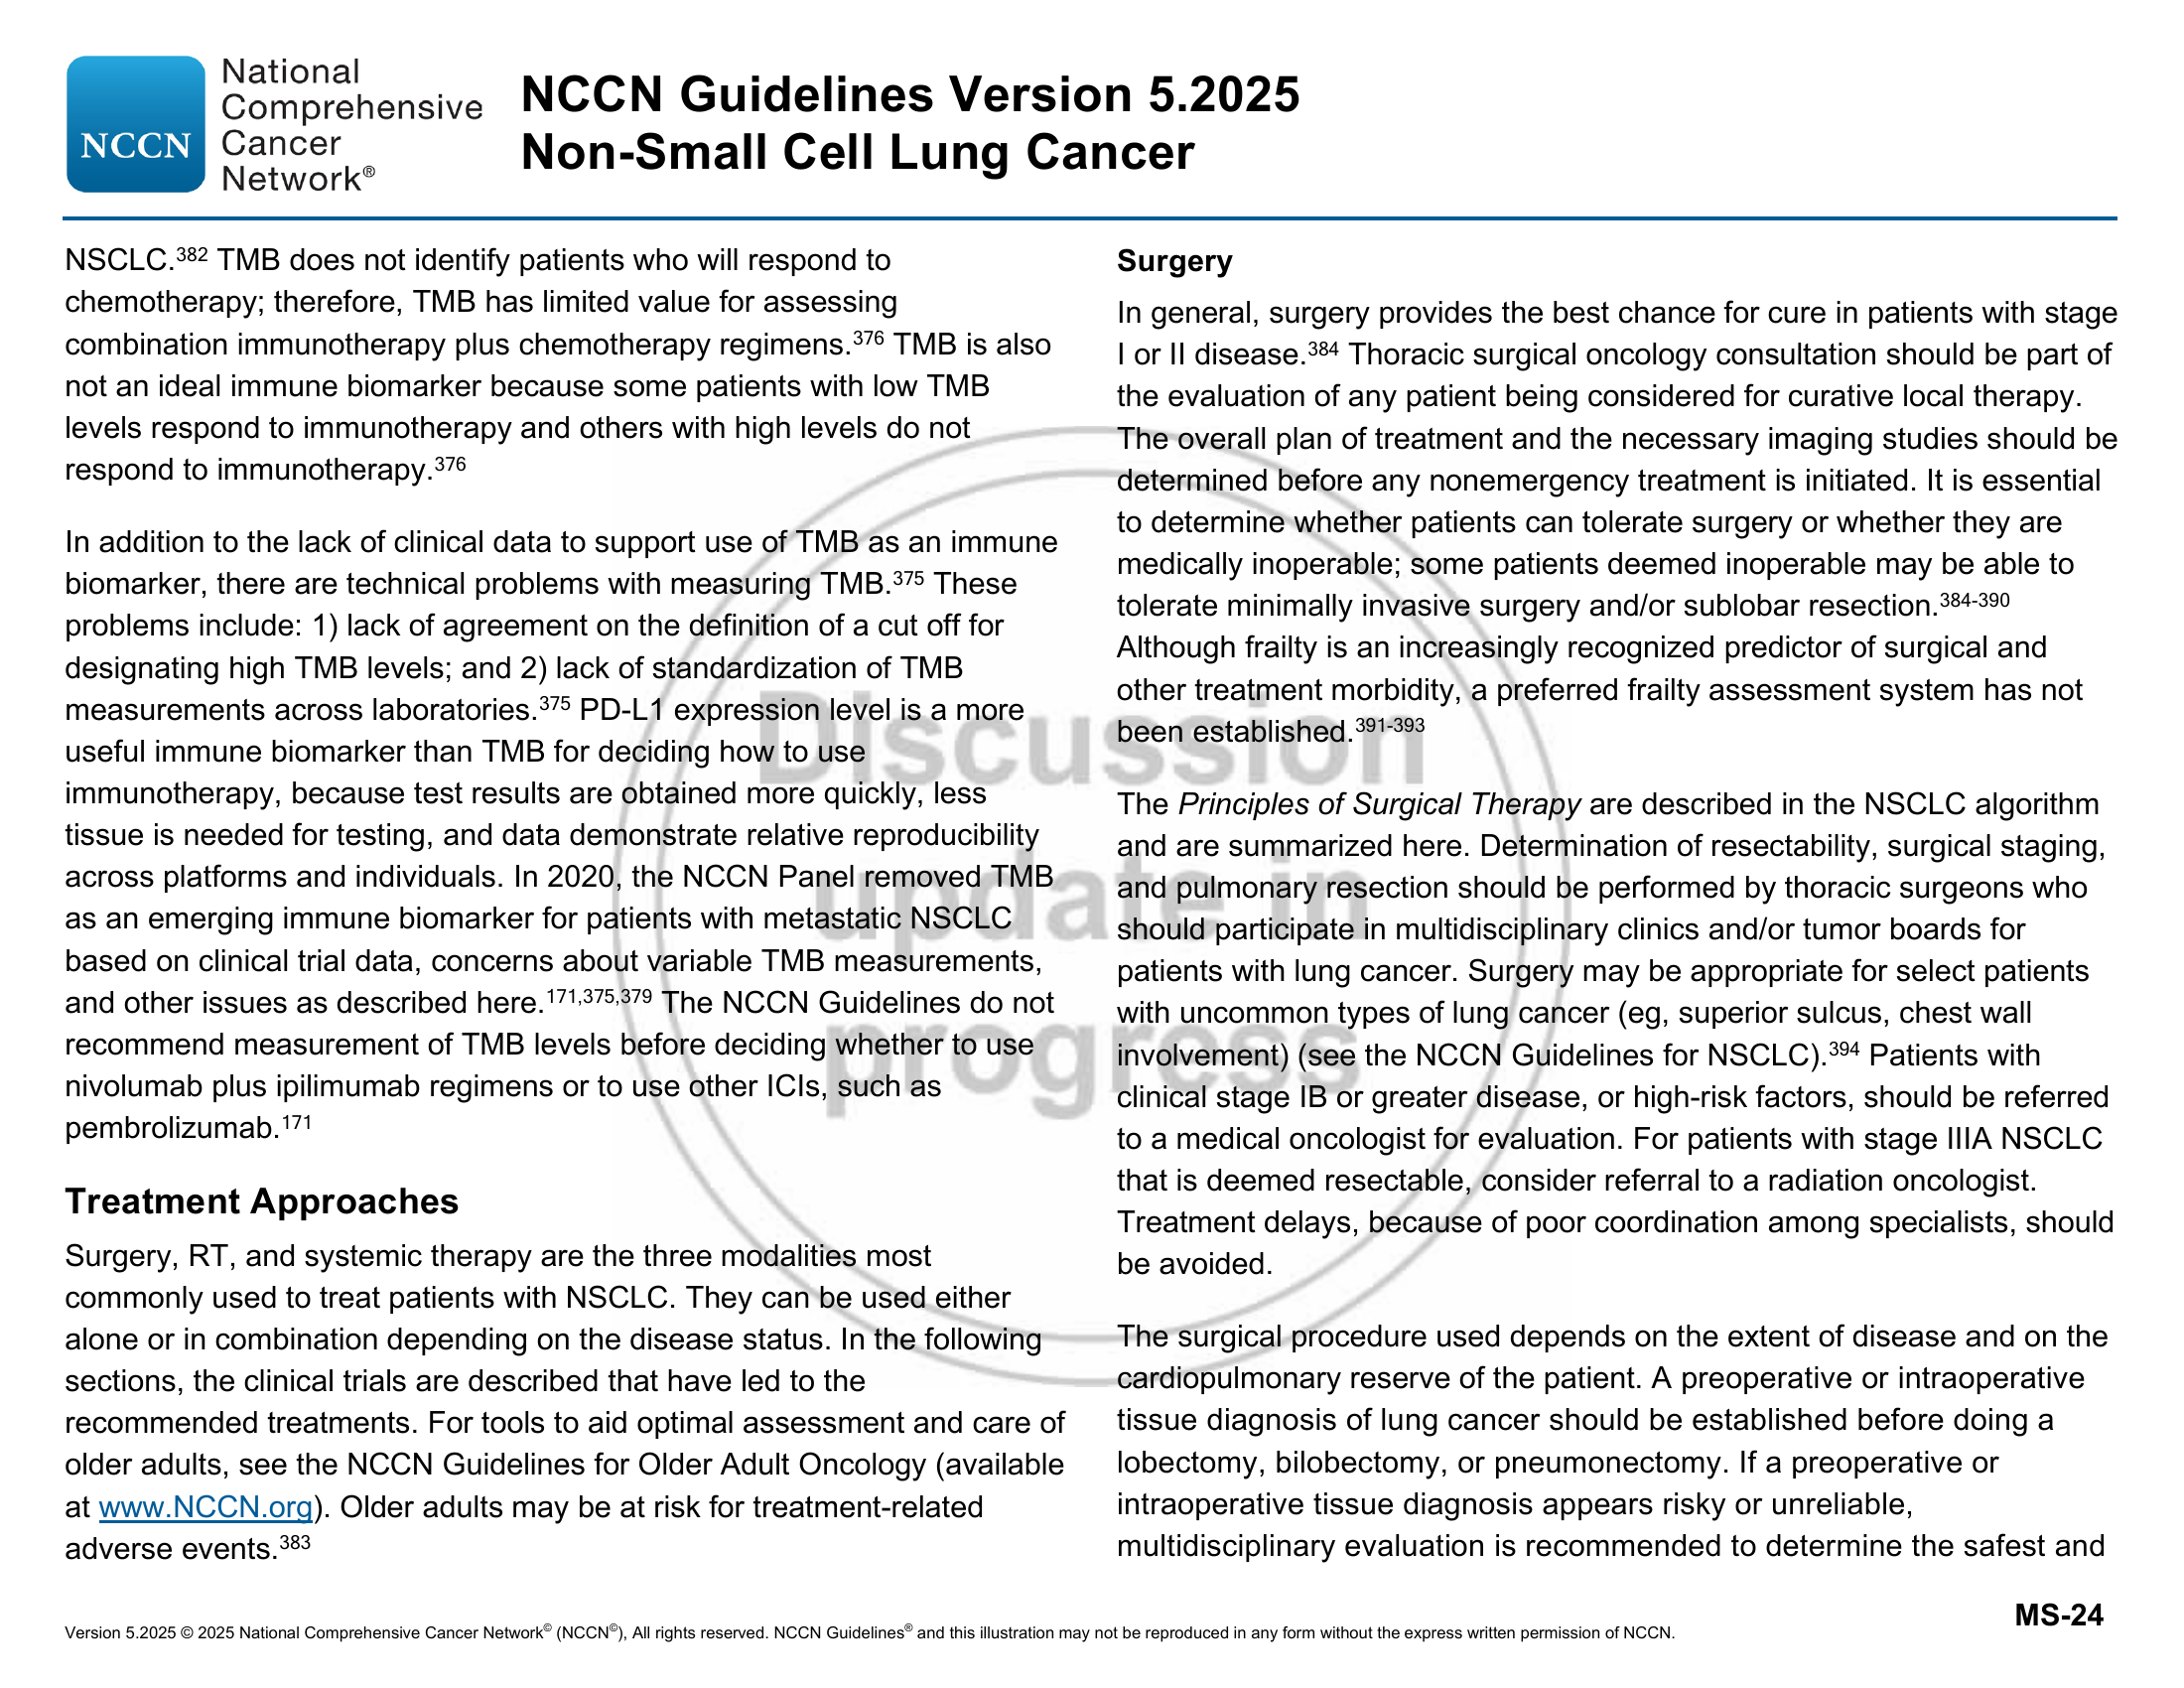 NCCN
National
Comprehensive
Cancer
Network®
NCCN Guidelines Version 5.2025
Non-Small Cell Lung Cancer
NSCLC.382 TMB does not identify patients who will respond to
chemotherapy; therefore, TMB has limited value for assessing
combination immunotherapy plus chemotherapy regimens.376 TMB is also
not an ideal immune biomarker because some patients with low TMB
levels respond to immunotherapy and others with high levels do not
respond to immunotherapy.376
In addition to the lack of clinical data to support use of TMB as an immune
biomarker, there are technical problems with measuring TMB.375 These
problems include: 1) lack of agreement on the definition of a cut off for
designating high TMB levels; and 2) lack of standardization of TMB
measurements across laboratories.375 PD-L1 expression level is a more
useful immune biomarker than TMB for deciding how to use
immunotherapy, because test results are obtained more quickly, less
tissue is needed for testing, and data demonstrate relative reproducibility
across platforms and individuals. In 2020, the NCCN Panel removed TMB
as an emerging immune biomarker for patients with metastatic NSCLC
based on clinical trial data, concerns about variable TMB measurements,
and other issues as described here.171,375,379 The NCCN Guidelines do not
recommend measurement of TMB levels before deciding whether to use
nivolumab plus ipilimumab regimens or to use other ICIs, such as
pembrolizumab.171
Treatment Approaches
Surgery, RT, and systemic therapy are the three modalities most
commonly used to treat patients with NSCLC. They can be used either
alone or in combination depending on the disease status. In the following
sections, the clinical trials are described that have led to the
recommended treatments. For tools to aid optimal assessment and care of
older adults, see the NCCN Guidelines for Older Adult Oncology (available
at www.NCCN.org). Older adults may be at risk for treatment-related
adverse events.383
Surgery
In general, surgery provides the best chance for cure in patients with stage
I or II disease.384 Thoracic surgical oncology consultation should be part of
the evaluation of any patient being considered for curative local therapy.
The overall plan of treatment and the necessary imaging studies should be
determined before any nonemergency treatment is initiated. It is essential
to determine whether patients can tolerate surgery or whether they are
medically inoperable; some patients deemed inoperable may be able to
tolerate minimally invasive surgery and/or sublobar resection.384-390
Although frailty is an increasingly recognized predictor of surgical and
other treatment morbidity, a preferred frailty assessment system has not
been established.391-393
The Principles of Surgical Therapy are described in the NSCLC algorithm
and are summarized here. Determination of resectability, surgical staging,
and pulmonary resection should be performed by thoracic surgeons who
should participate in multidisciplinary clinics and/or tumor boards for
patients with lung cancer. Surgery may be appropriate for select patients
with uncommon types of lung cancer (eg, superior sulcus, chest wall
involvement) (see the NCCN Guidelines for NSCLC).394 Patients with
clinical stage IB or greater disease, or high-risk factors, should be referred
to a medical oncologist for evaluation. For patients with stage IIIA NSCLC
that is deemed resectable, consider referral to a radiation oncologist.
Treatment delays, because of poor coordination among specialists, should
be avoided.
The surgical procedure used depends on the extent of disease and on the
cardiopulmonary reserve of the patient. A preoperative or intraoperative
tissue diagnosis of lung cancer should be established before doing a
lobectomy, bilobectomy, or pneumonectomy. If a preoperative or
intraoperative tissue diagnosis appears risky or unreliable,
multidisciplinary evaluation is recommended to determine the safest and
Discussion
update in
progress
MS-24
Version 5.2025 © 2025 National Comprehensive Cancer Network© (NCCN©), All rights reserved. NCCN Guidelines® and this illustration may not be reproduced in any form without the express written permission of NCCN.